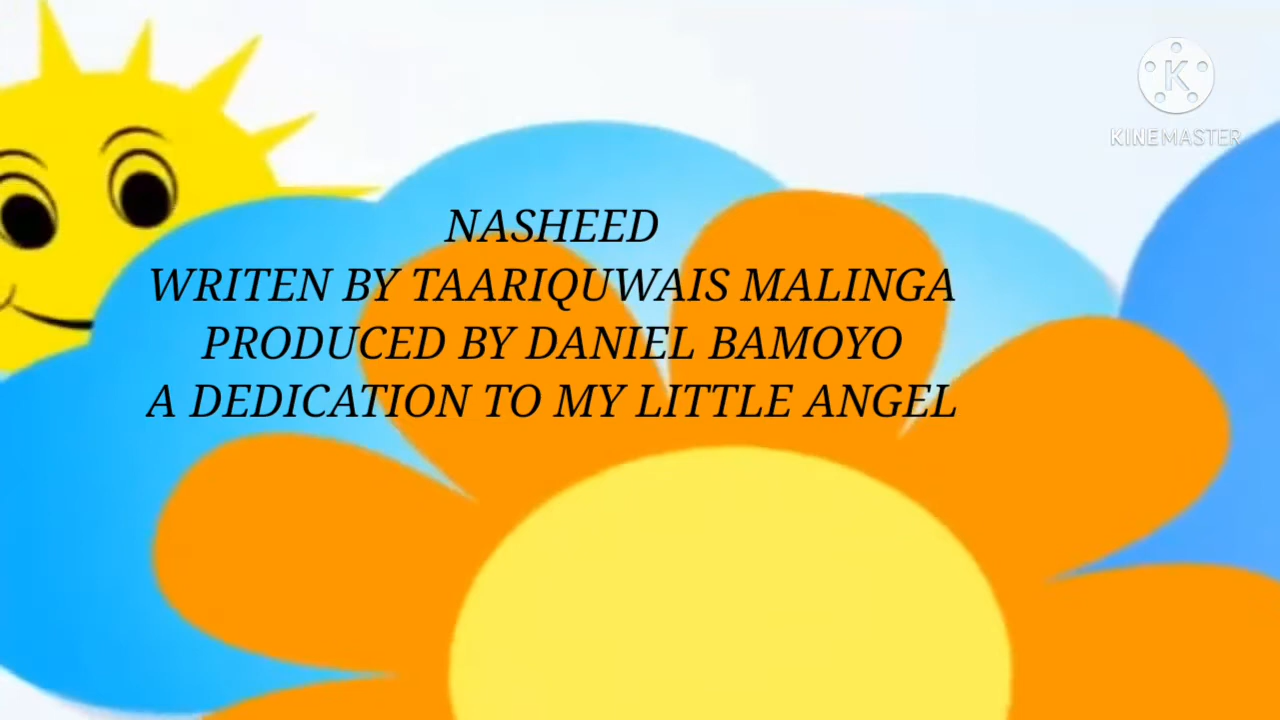 NASHEED
WRITEN BY TAARIQUWAIS MALINGA
PRODUCED BY DANIEL BAMOYO
A DEDICATION TO MY LITTLE ANGEL
K
KINEMASTER